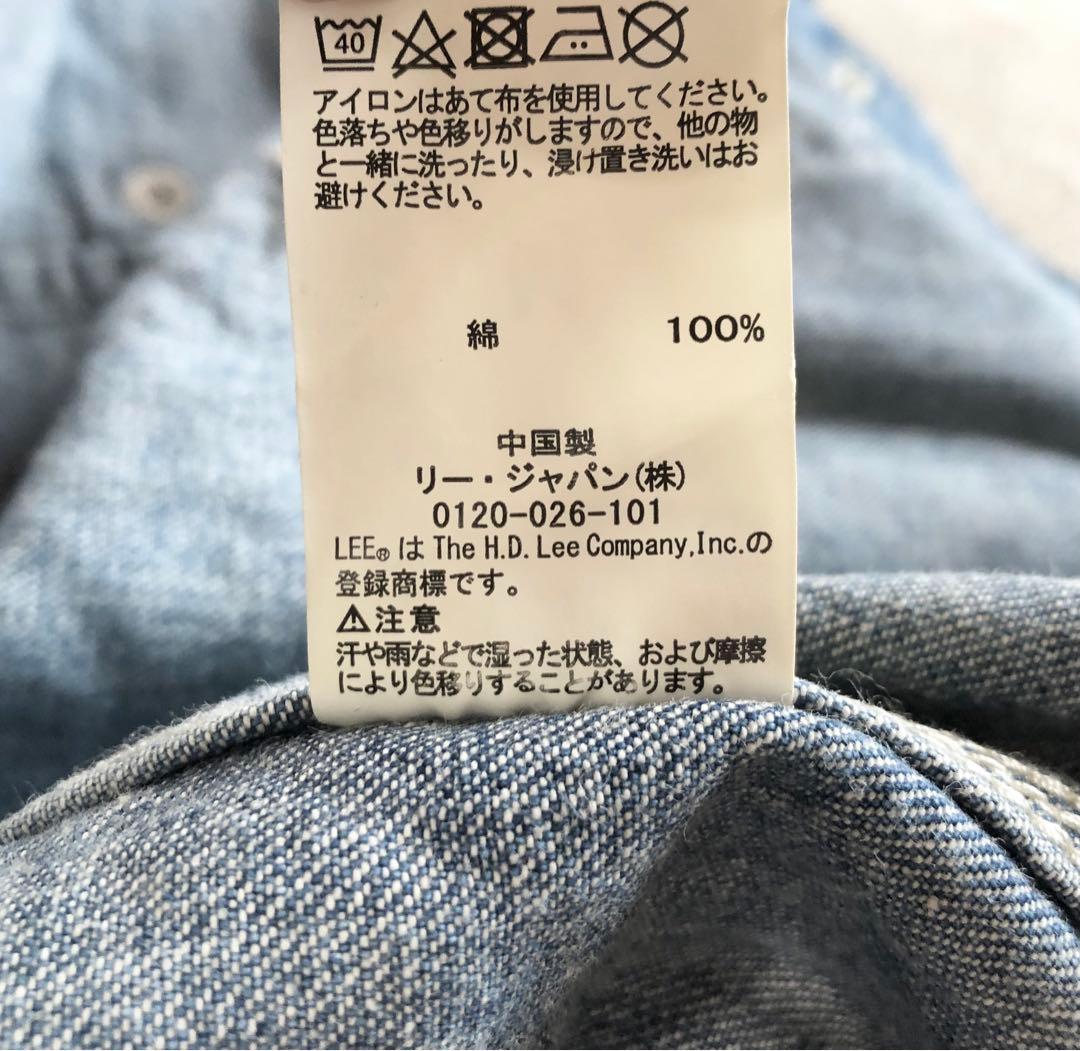 40
アイロンはあて布を使用してください。
色落ちや色移りがしますので、他の物
と一緒に洗ったり、浸け置き洗いはお
避けください。
綿 100%
中国製
リー・ジャパン(株)
0120-026-101
LEE® は The H.D. Lee Company,Inc.の
登録商標です。
⚠注意
汗や雨などで湿った状態、および摩擦
により色移りすることがあります。